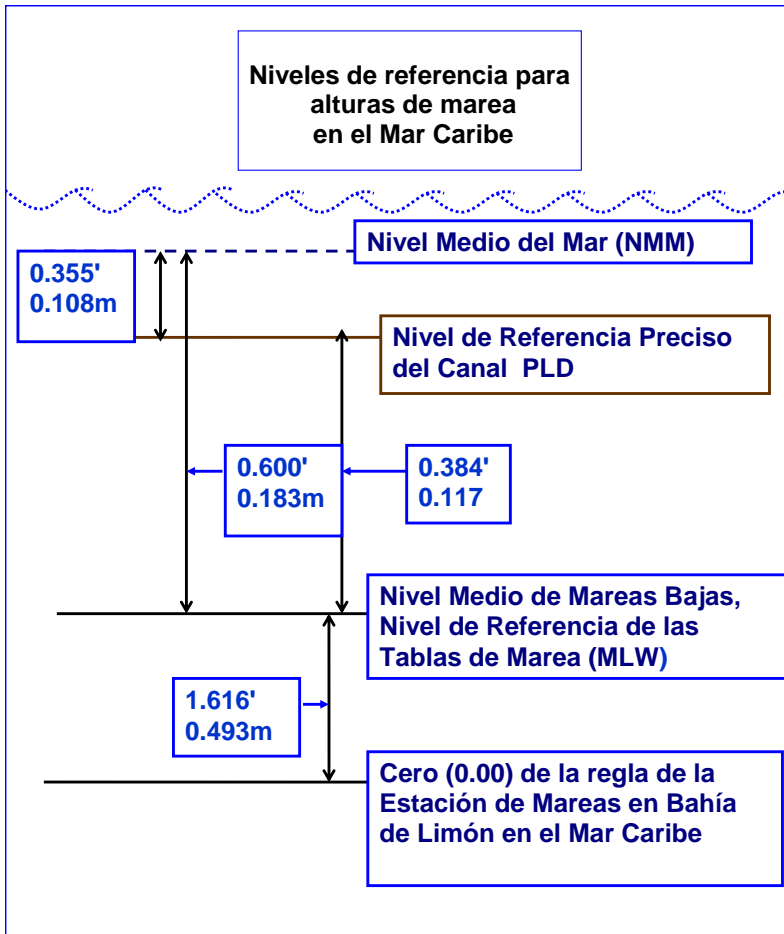 Niveles de referencia para
alturas de marea
en el Mar Caribe
Nivel Medio del Mar (NMM)
0.355'
0.108m
Nivel de Referencia Preciso
del Canal PLD
0.600'
0.183m
0.384'
0.117
Nivel Medio de Mareas Bajas,
Nivel de Referencia de las
Tablas de Marea (MLW)
1.616'
0.493m
Cero (0.00) de la regla de la
Estación de Mareas en Bahía
de Limón en el Mar Caribe